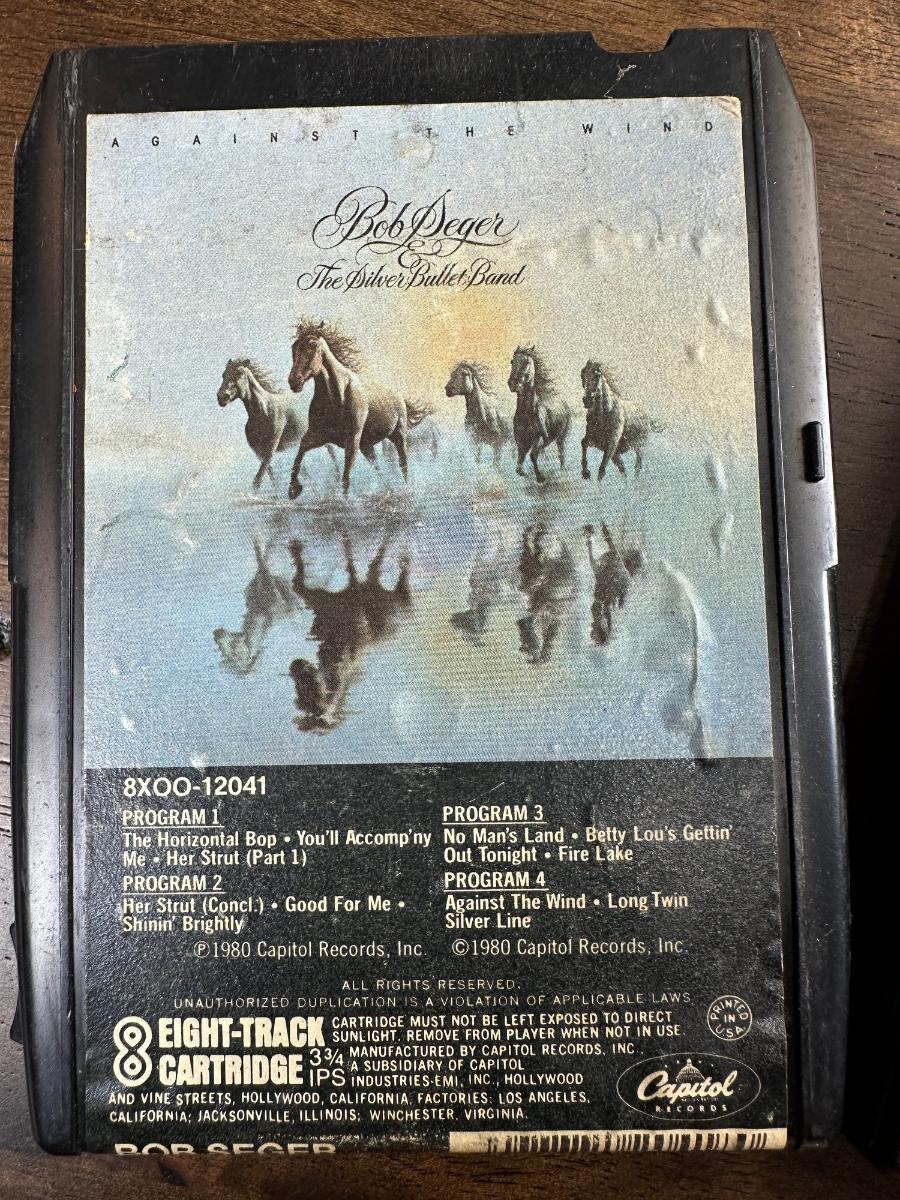 AGAINST THE WIND
Bob Seger
&
The Silver Bullet Band
8XOO-12041
PROGRAM 1
The Horizontal Bop • You'll Accomp'ny
Me • Her Strut (Part 1)
PROGRAM 2
Her Strut (Concl.) • Good For Me •
Shinin' Brightly
PROGRAM 3
No Man's Land • Betty Lou's Gettin'
Out Tonight • Fire Lake
PROGRAM 4
Against The Wind • Long Twin
Silver Line
℗1980 Capitol Records, Inc. ©1980 Capitol Records, Inc.
ALL RIGHTS RESERVED.
UNAUTHORIZED DUPLICATION IS A VIOLATION OF APPLICABLE LAWS
PRINTED IN U.S.A.
8 EIGHT-TRACK
CARTRIDGE
3¾
IPS
CARTRIDGE MUST NOT BE LEFT EXPOSED TO DIRECT
SUNLIGHT. REMOVE FROM PLAYER WHEN NOT IN USE.
MANUFACTURED BY CAPITOL RECORDS, INC.,
A SUBSIDIARY OF CAPITOL
INDUSTRIES-EMI, INC., HOLLYWOOD
AND VINE STREETS, HOLLYWOOD, CALIFORNIA. FACTORIES: LOS ANGELES,
CALIFORNIA; JACKSONVILLE, ILLINOIS; WINCHESTER, VIRGINIA.
Capitol
RECORDS
BOB SEGER